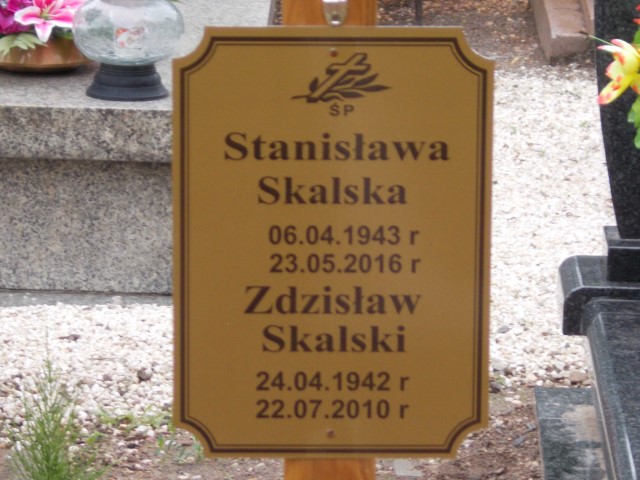 ŚP
Stanisława
Skalska
06.04.1943 r
23.05.2016 r
Zdzisław
Skalski
24.04.1942 r
22.07.2010 r